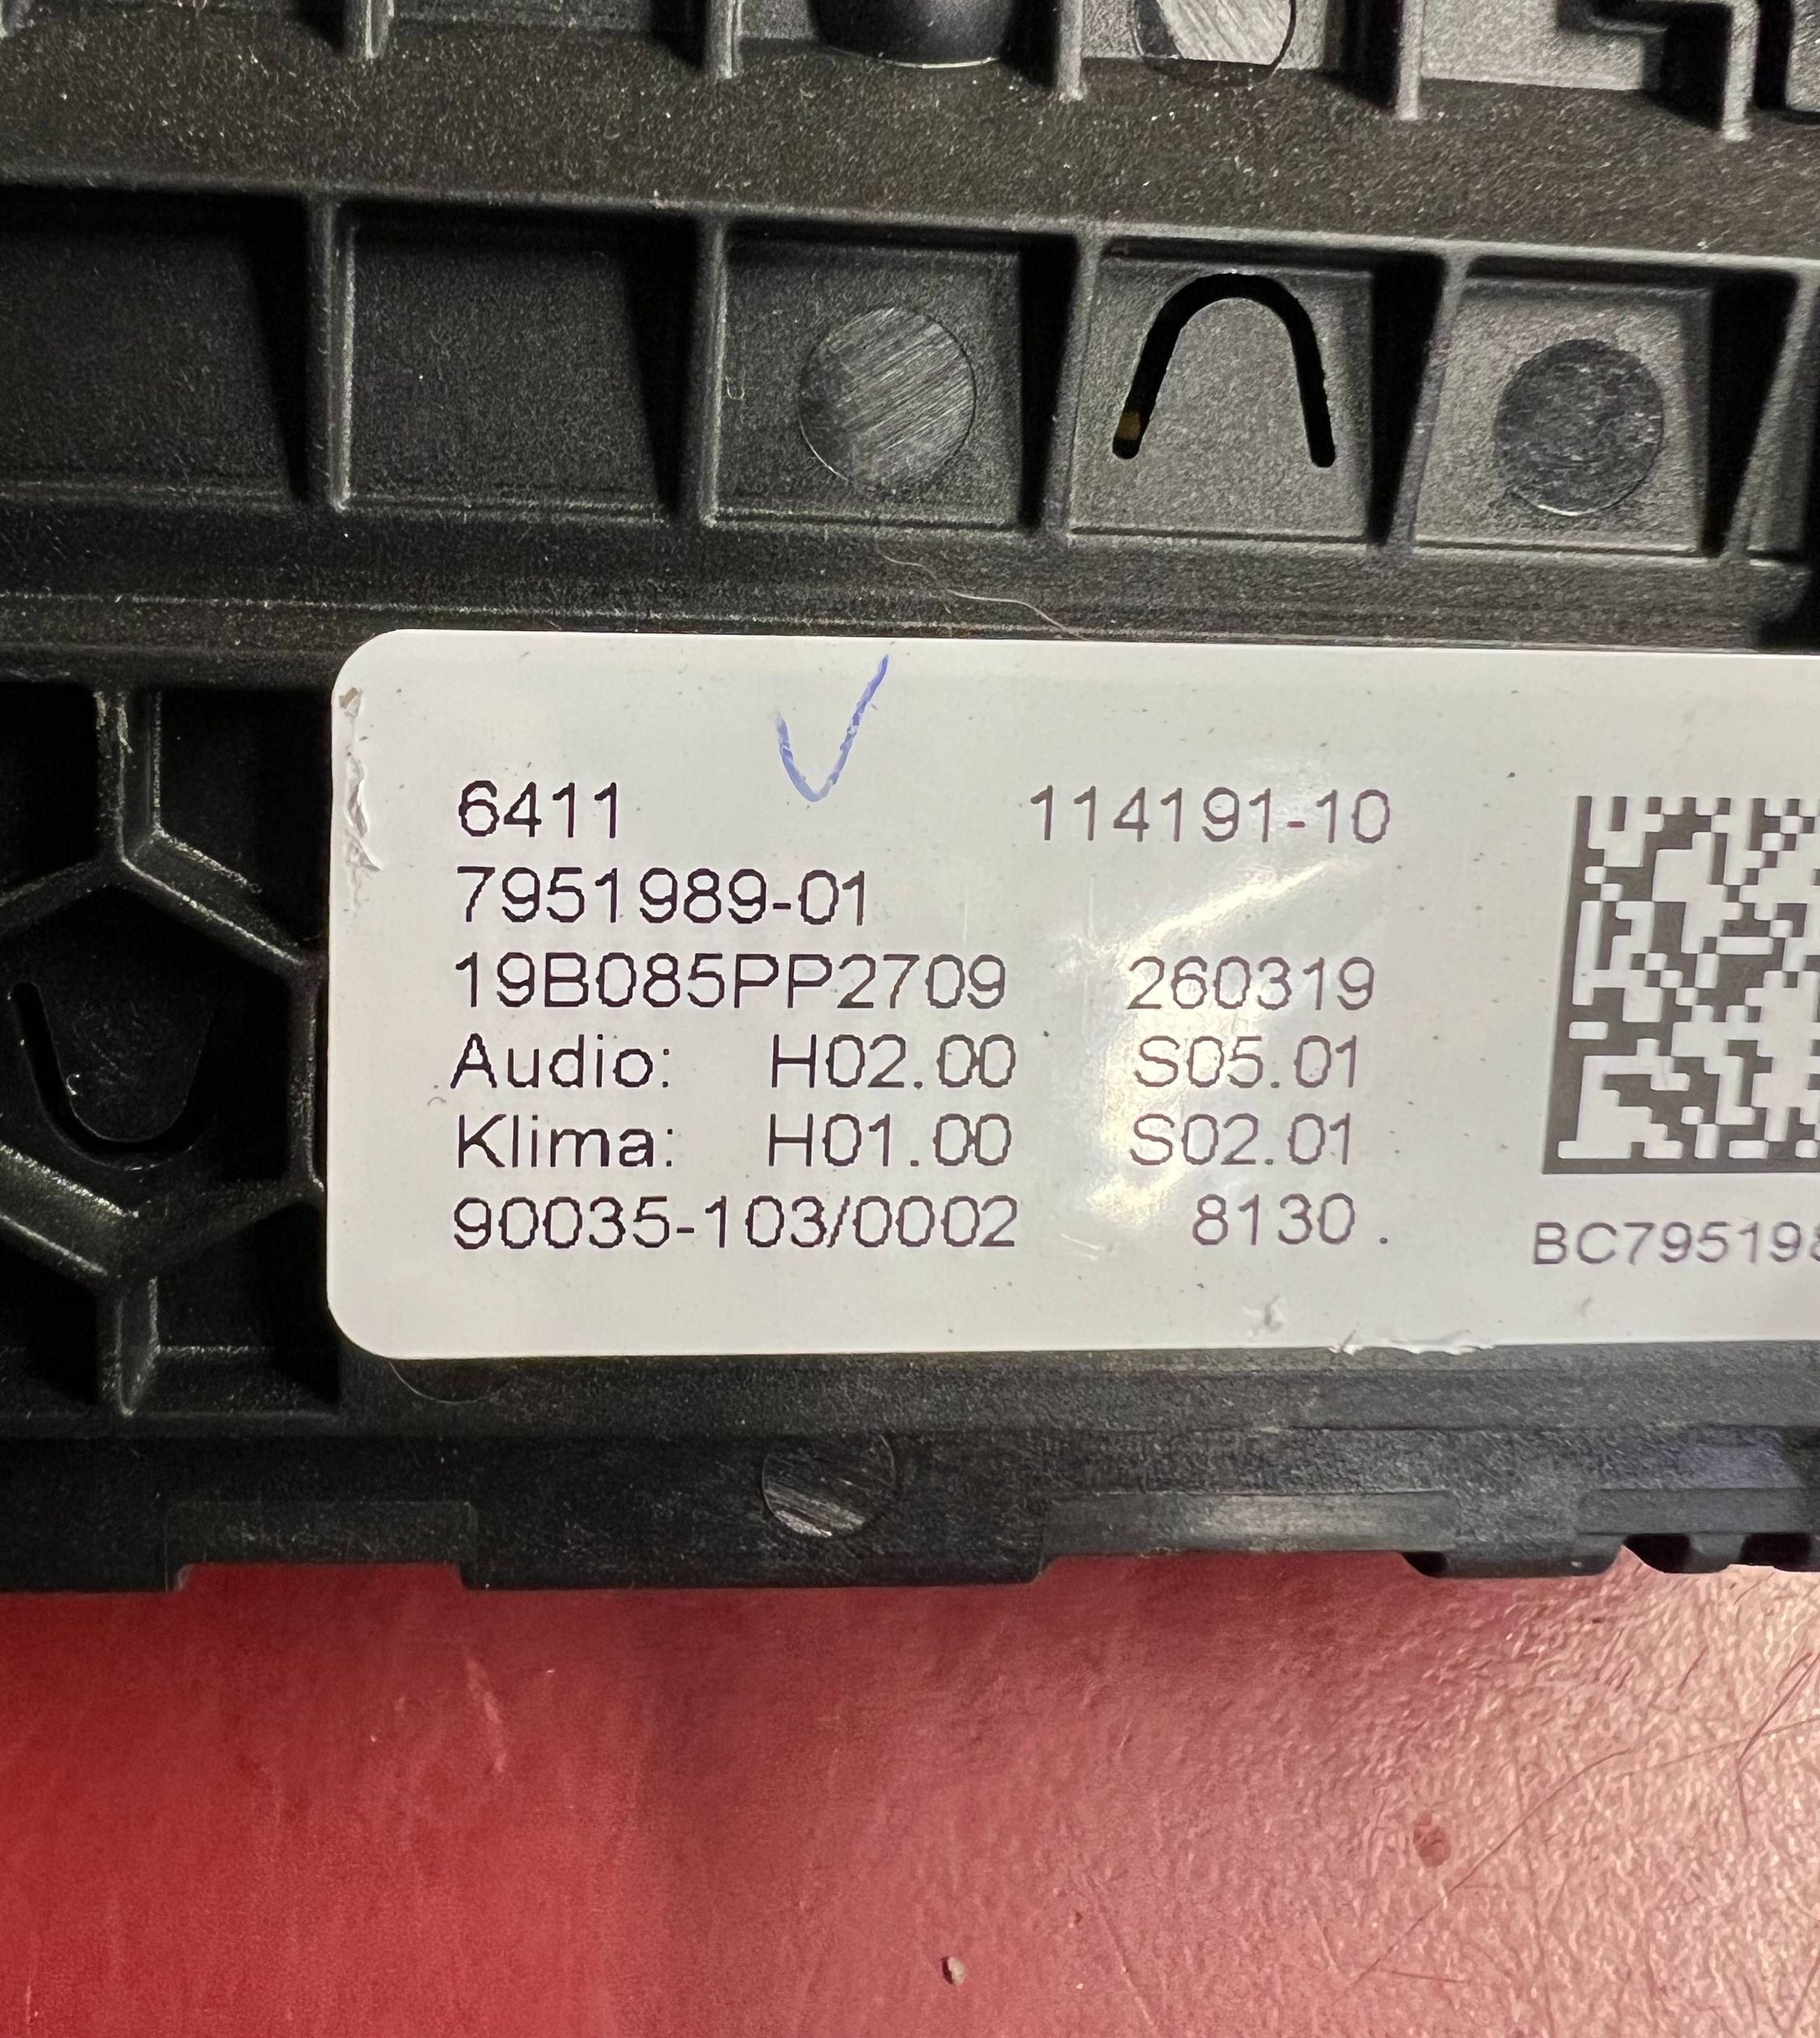 6411 114191-10
7951989-01
19B085PP2709 260319
Audio: H02.00 S05.01
Klima: H01.00 S02.01
90035-103/0002 8130